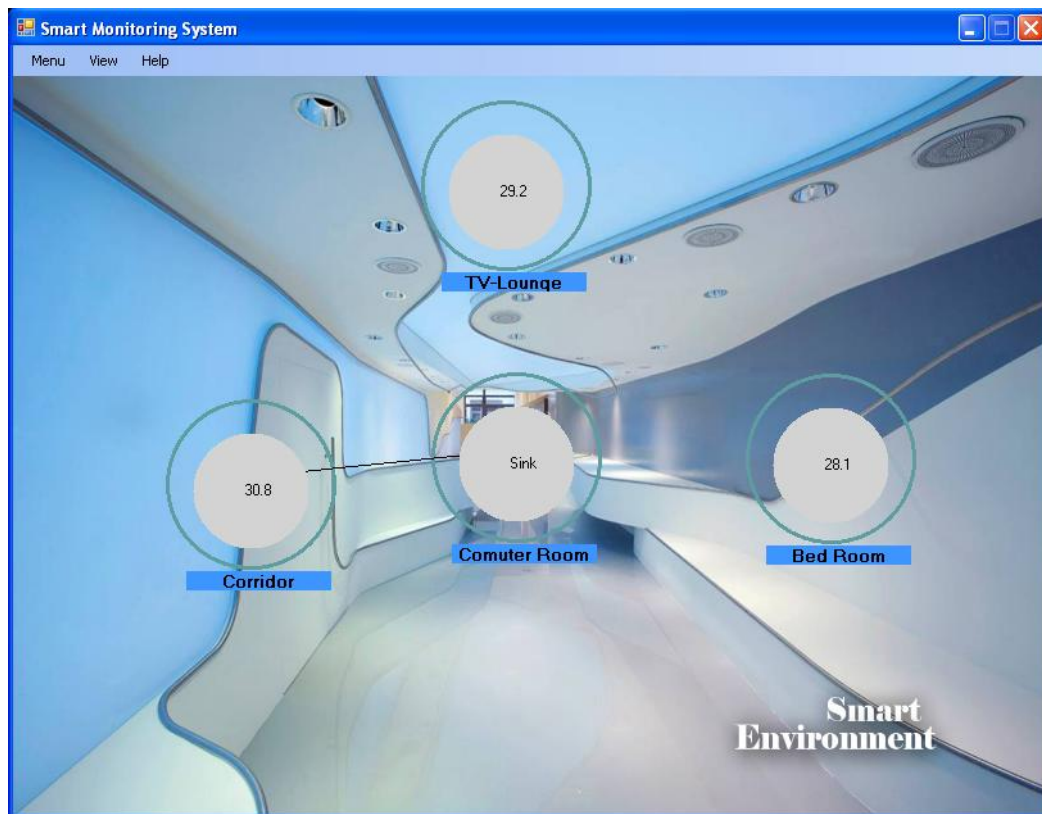 Smart Monitoring System
Menu View Help
29.2
TV-Lounge
Sink
30.8
28.1
Comuter Room
Bed Room
Corridor
Smart
Environment